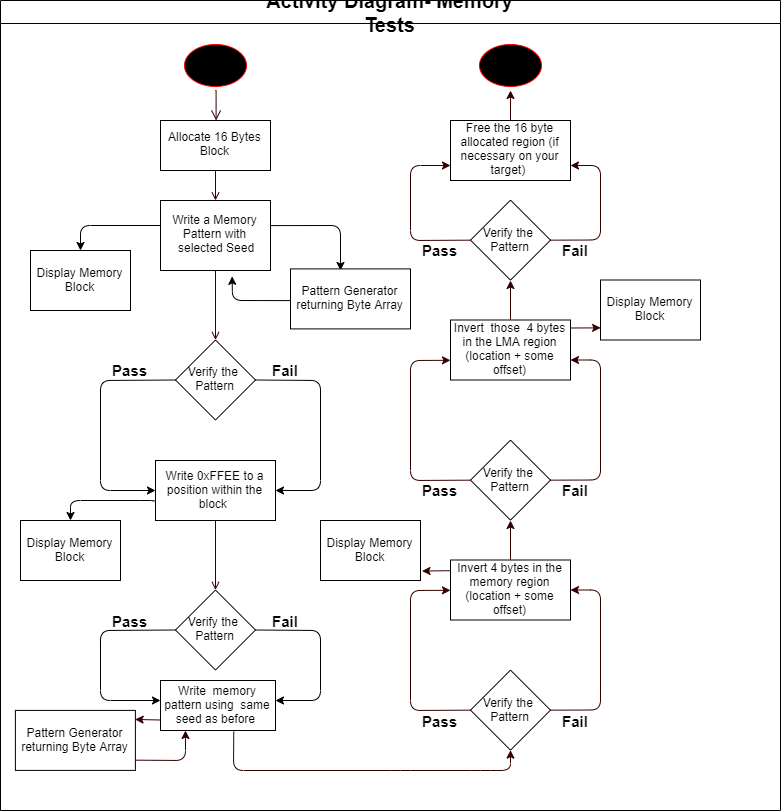 Activity Diagram- Memory
Tests
Allocate 16 Bytes
Block
Write a Memory
Pattern with
selected Seed
Display Memory
Block
Pattern Generator
returning Byte Array
Verify the
Pattern
Pass
Fail
Write 0xFFEE to a
position within the
block
Display Memory
Block
Verify the
Pattern
Pass
Fail
Write  memory
pattern using  same
seed as before
Pattern Generator
returning Byte Array
Free the 16 byte
allocated region (if
necessary on your
target)
Verify the
Pattern
Pass
Fail
Display Memory
Block
Invert  those  4 bytes
in the LMA region
(location + some
offset)
Verify the
Pattern
Pass
Fail
Display Memory
Block
Invert 4 bytes in the
memory region
(location + some
offset)
Verify the
Pattern
Pass
Fail